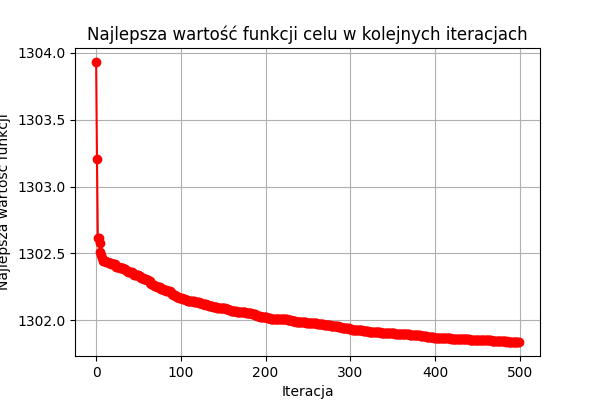 Najlepsza wartość funkcji celu w kolejnych iteracjach
Najlepsza wartość funkcji
1304.0
1303.5
1303.0
1302.5
1302.0
0 100 200 300 400 500
Iteracja